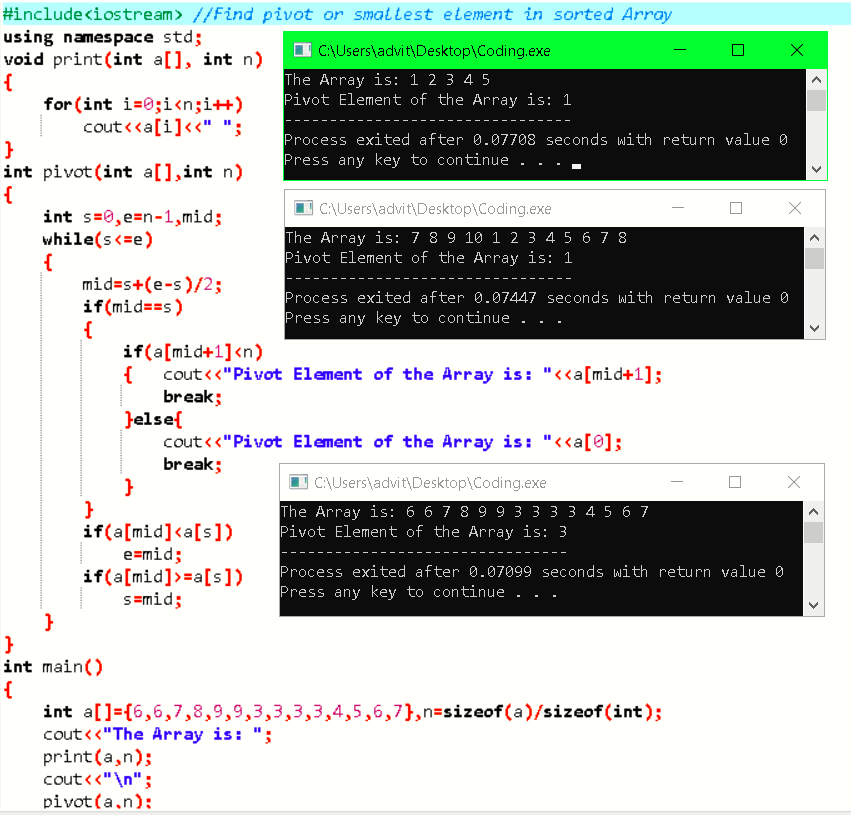 #include<iostream> //Find pivot or smallest element in sorted Array
using namespace std;
void print(int a[], int n)
{
    for(int i=0;i<n;i++)
        cout<<a[i]<<" ";
}
int pivot(int a[],int n)
{
    int s=0,e=n-1,mid;
    while(s<=e)
    {
        mid=s+(e-s)/2;
        if(mid==s)
        {
            if(a[mid+1]<n)
            {   cout<<"Pivot Element of the Array is: "<<a[mid+1];
                break;
            }else{
                cout<<"Pivot Element of the Array is: "<<a[0];
                break;
            }
        }
        if(a[mid]<a[s])
            e=mid;
        if(a[mid]>=a[s])
            s=mid;
    }
}
int main()
{
    int a[]={6,6,7,8,9,9,3,3,3,3,4,5,6,7},n=sizeof(a)/sizeof(int);
    cout<<"The Array is: ";
    print(a,n);
    cout<<"\n";
    pivot(a,n);
C:\Users\advit\Desktop\Coding.exe
The Array is: 1 2 3 4 5
Pivot Element of the Array is: 1
--------------------------------
Process exited after 0.07708 seconds with return value 0
Press any key to continue . . .
C:\Users\advit\Desktop\Coding.exe
The Array is: 7 8 9 10 1 2 3 4 5 6 7 8
Pivot Element of the Array is: 1
--------------------------------
Process exited after 0.07447 seconds with return value 0
Press any key to continue . . .
C:\Users\advit\Desktop\Coding.exe
The Array is: 6 6 7 8 9 9 3 3 3 3 4 5 6 7
Pivot Element of the Array is: 3
--------------------------------
Process exited after 0.07099 seconds with return value 0
Press any key to continue . . .